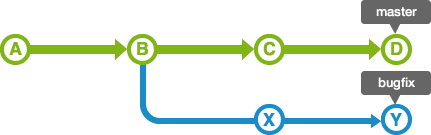 master
A B C D
bugfix
X Y